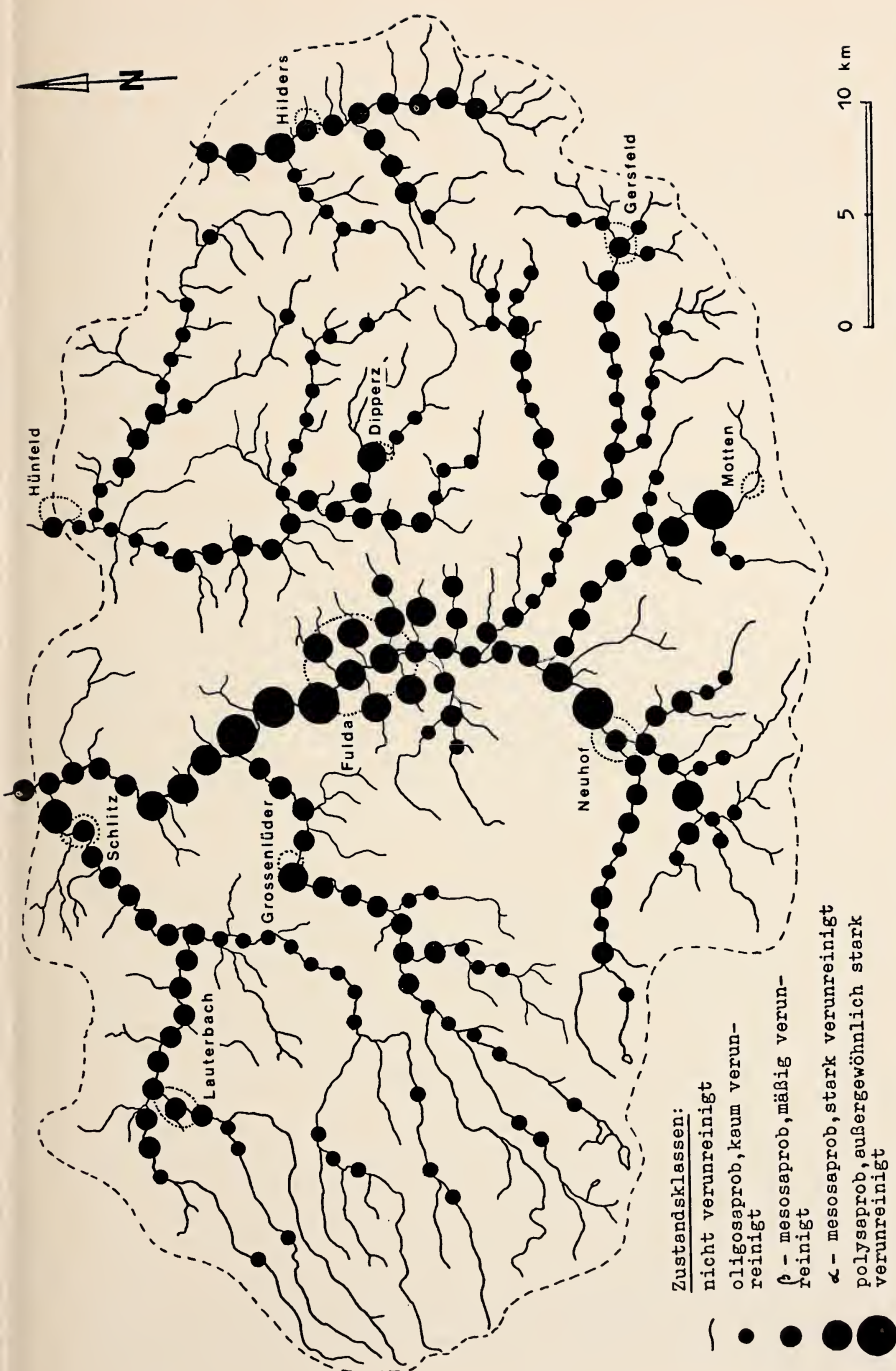 N
Hünfeld
Hilders
Schlitz
Dipperz
Gersfeld
Fulda
Grossenlüder
Lauterbach
Motten
Neuhof
0 5 10 km
Zustandsklassen:
nicht verunreinigt
oligosaprob,kaum verun-
reinigt
β - mesosaprob,mäßig verun-
reinigt
α - mesosaprob,stark verunreinigt
polysaprob,außergewöhnlich stark
verunreinigt